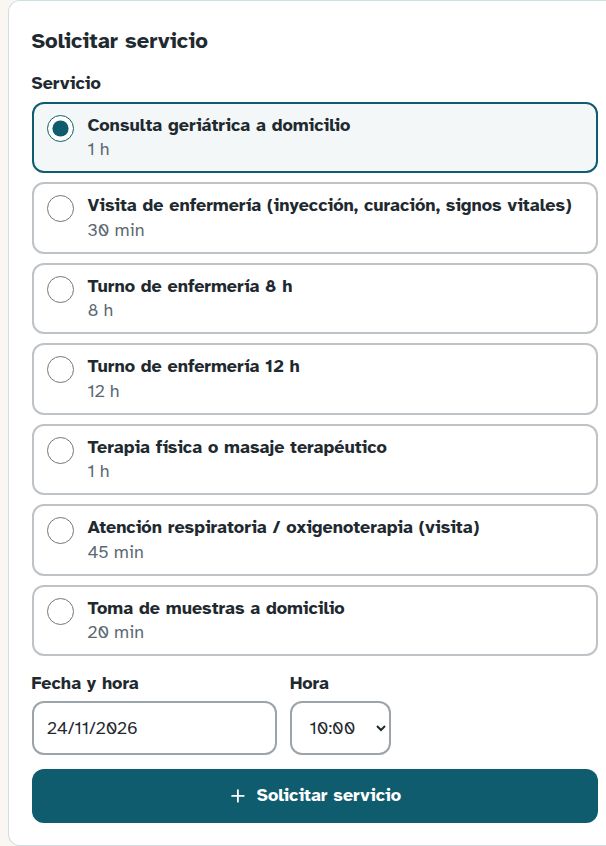 Solicitar servicio
Servicio
Consulta geriátrica a domicilio
1 h
Visita de enfermería (inyección, curación, signos vitales)
30 min
Turno de enfermería 8 h
8 h
Turno de enfermería 12 h
12 h
Terapia física o masaje terapéutico
1 h
Atención respiratoria / oxigenoterapia (visita)
45 min
Toma de muestras a domicilio
20 min
Fecha y hora Hora
24/11/2026 10:00
+ Solicitar servicio